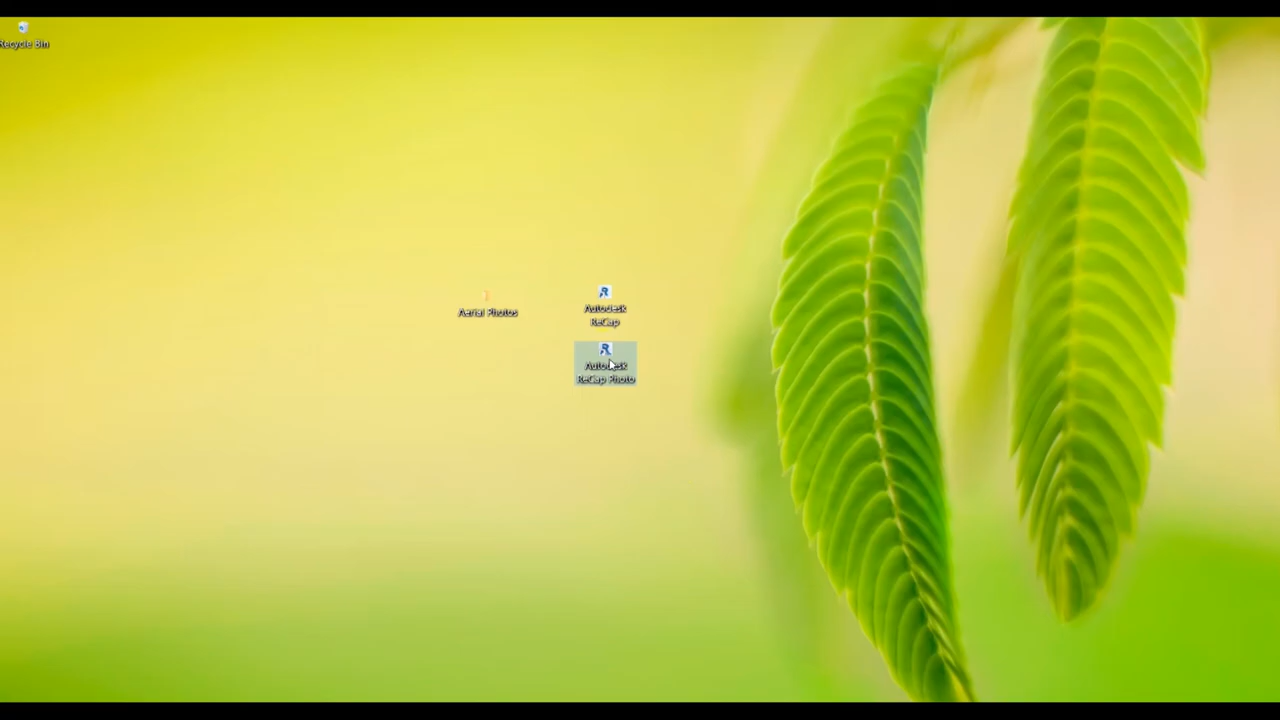 Recycle Bin
Aerial Photos
Autodesk
ReCap
Autodesk
ReCap Photo